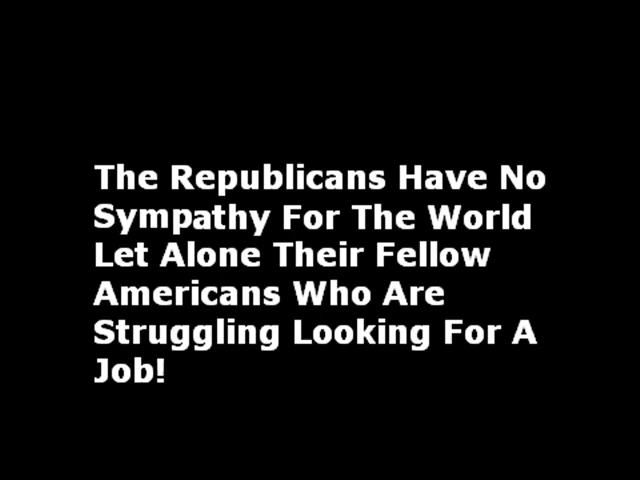 The Republicans Have No
Sympathy For The World
Let Alone Their Fellow
Americans Who Are
Struggling Looking For A
Job!